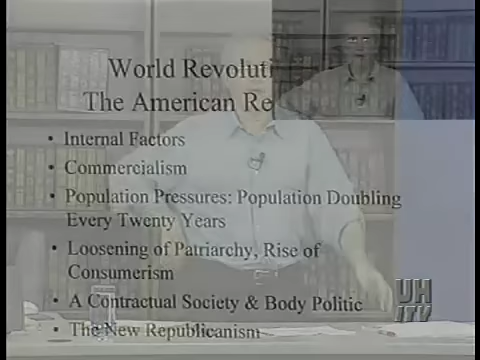 World Revoluti
The American Re
• Internal Factors
• Commercialism
• Population Pressures: Population Doubling
Every Twenty Years
• Loosening of Patriarchy, Rise of
Consumerism
• A Contractual Society & Body Politic
• The New Republicanism
UH
ITV